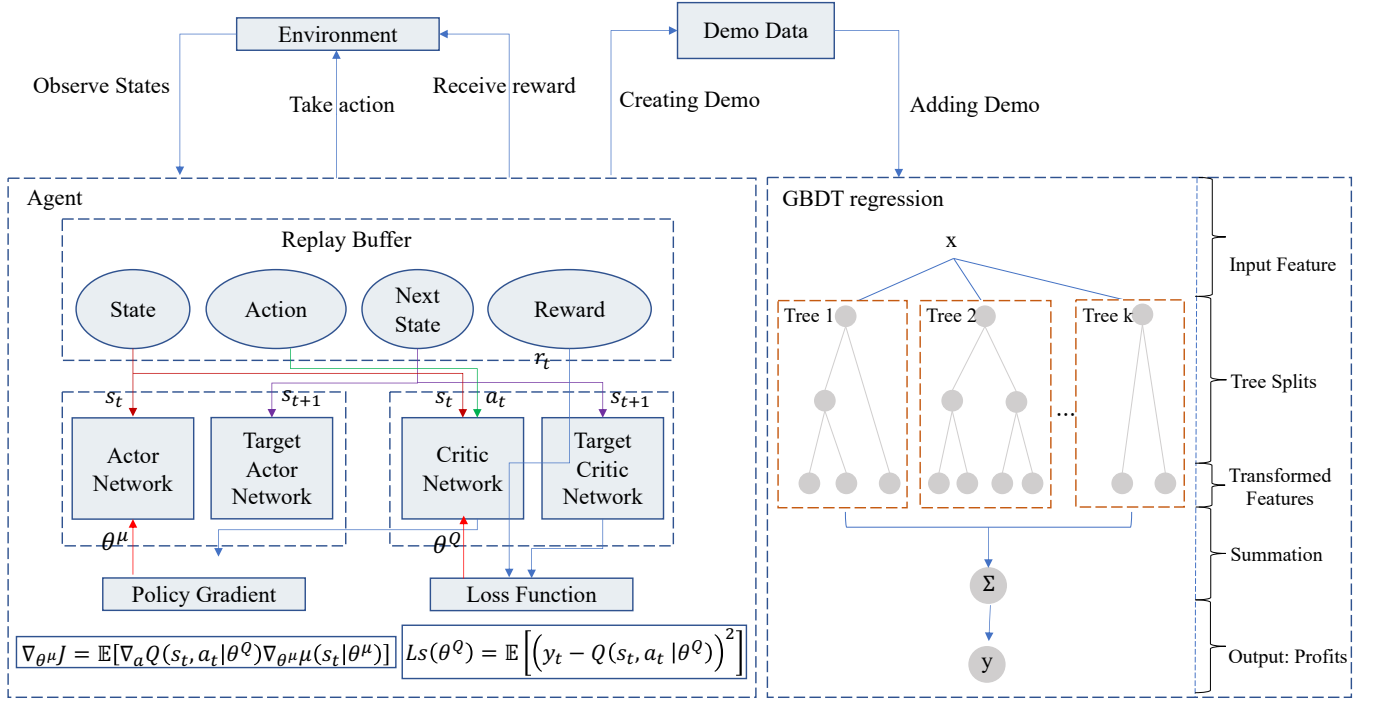 Environment
Demo Data
Observe States
Take action
Receive reward
Creating Demo
Adding Demo
Agent
Replay Buffer
State
Action
Next
State
Reward
r_t
s_t
s_{t+1}
s_t
a_t
s_{t+1}
Actor
Network
Target
Actor
Network
Critic
Network
Target
Critic
Network
θ^μ
θ^Q
Policy Gradient
Loss Function
∇_{θ^μ}J = 𝔼[∇_a Q(s_t, a_t|θ^Q)∇_{θ^μ}μ(s_t|θ^μ)]
Ls(θ^Q) = 𝔼[(y_t − Q(s_t, a_t |θ^Q))^2]
GBDT regression
x
Tree 1
Tree 2
Tree k
...
Σ
y
Input Feature
Tree Splits
Transformed
Features
Summation
Output: Profits